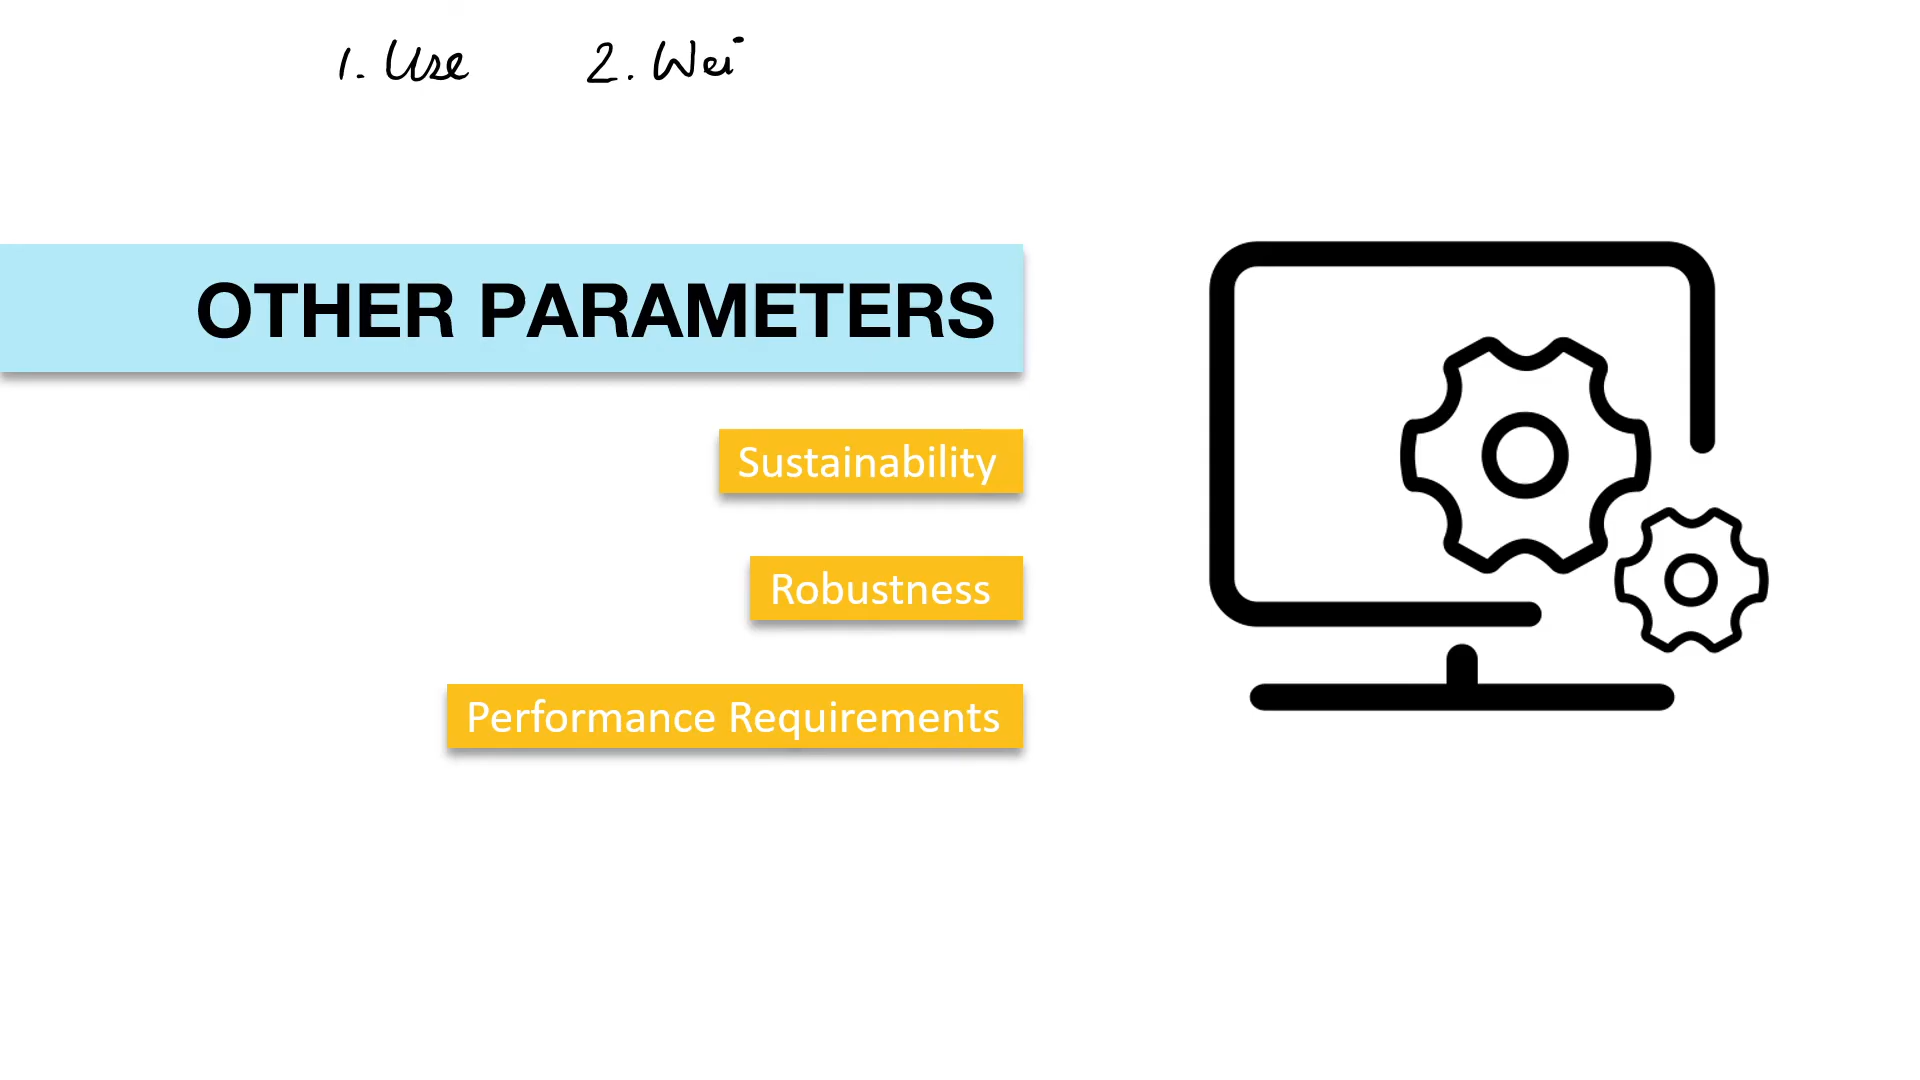 1. Use 2. Wei
OTHER PARAMETERS
Sustainability
Robustness
Performance Requirements